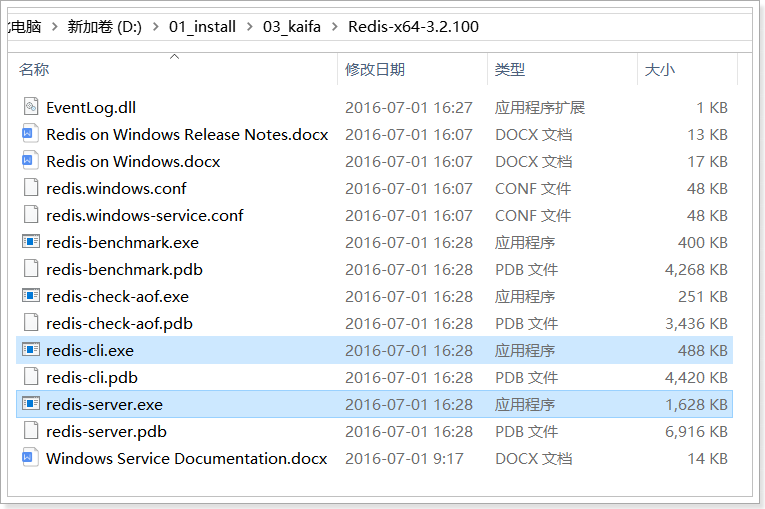 电脑 > 新加卷 (D:) > 01_install > 03_kaifa > Redis-x64-3.2.100
名称 修改日期 类型 大小
EventLog.dll 2016-07-01 16:27 应用程序扩展 1 KB
Redis on Windows Release Notes.docx 2016-07-01 16:07 DOCX 文档 13 KB
Redis on Windows.docx 2016-07-01 16:07 DOCX 文档 17 KB
redis.windows.conf 2016-07-01 16:07 CONF 文件 48 KB
redis.windows-service.conf 2016-07-01 16:07 CONF 文件 48 KB
redis-benchmark.exe 2016-07-01 16:28 应用程序 400 KB
redis-benchmark.pdb 2016-07-01 16:28 PDB 文件 4,268 KB
redis-check-aof.exe 2016-07-01 16:28 应用程序 251 KB
redis-check-aof.pdb 2016-07-01 16:28 PDB 文件 3,436 KB
redis-cli.exe 2016-07-01 16:28 应用程序 488 KB
redis-cli.pdb 2016-07-01 16:28 PDB 文件 4,420 KB
redis-server.exe 2016-07-01 16:28 应用程序 1,628 KB
redis-server.pdb 2016-07-01 16:28 PDB 文件 6,916 KB
Windows Service Documentation.docx 2016-07-01 9:17 DOCX 文档 14 KB